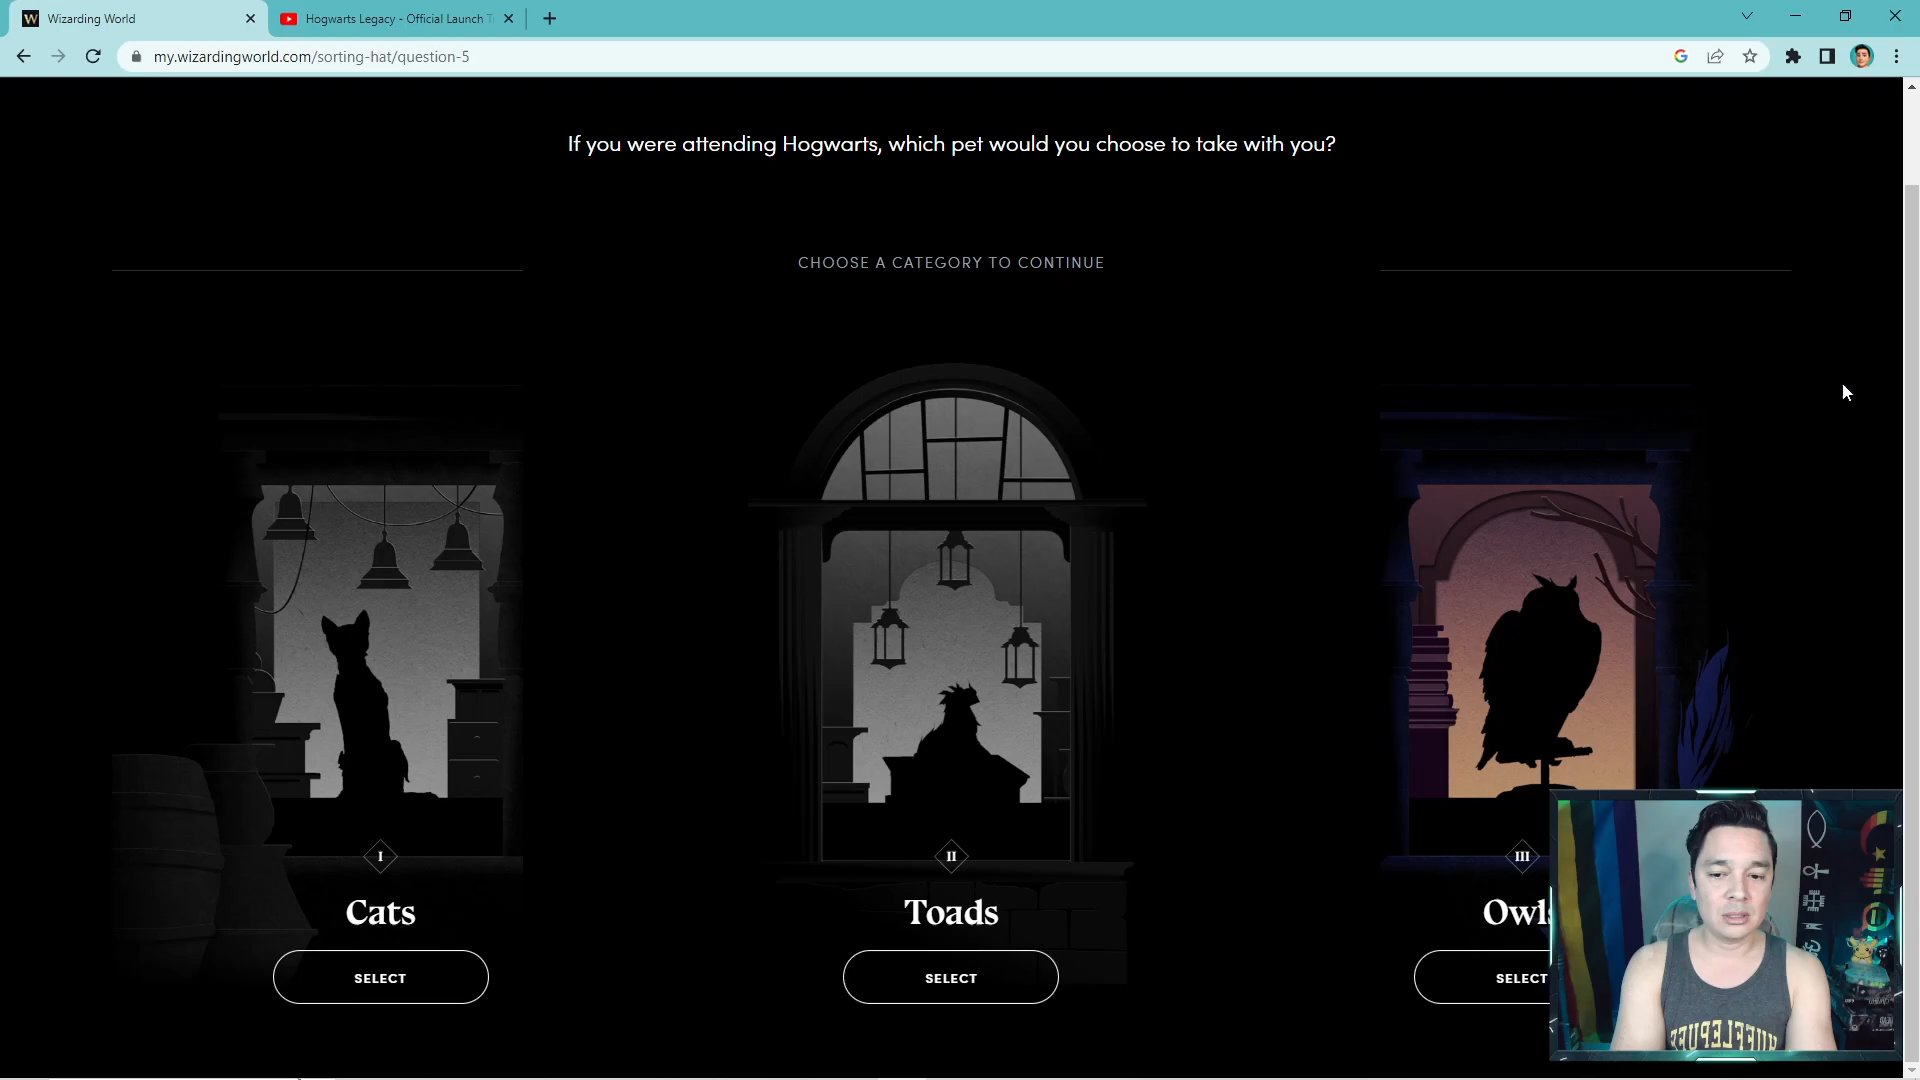 Wizarding World
Hogwarts Legacy - Official Launch T
my.wizardingworld.com/sorting-hat/question-5
If you were attending Hogwarts, which pet would you choose to take with you?
CHOOSE A CATEGORY TO CONTINUE
I
II
III
Cats
Toads
Owls
SELECT
SELECT
SELECT
HUFFLEPUFF